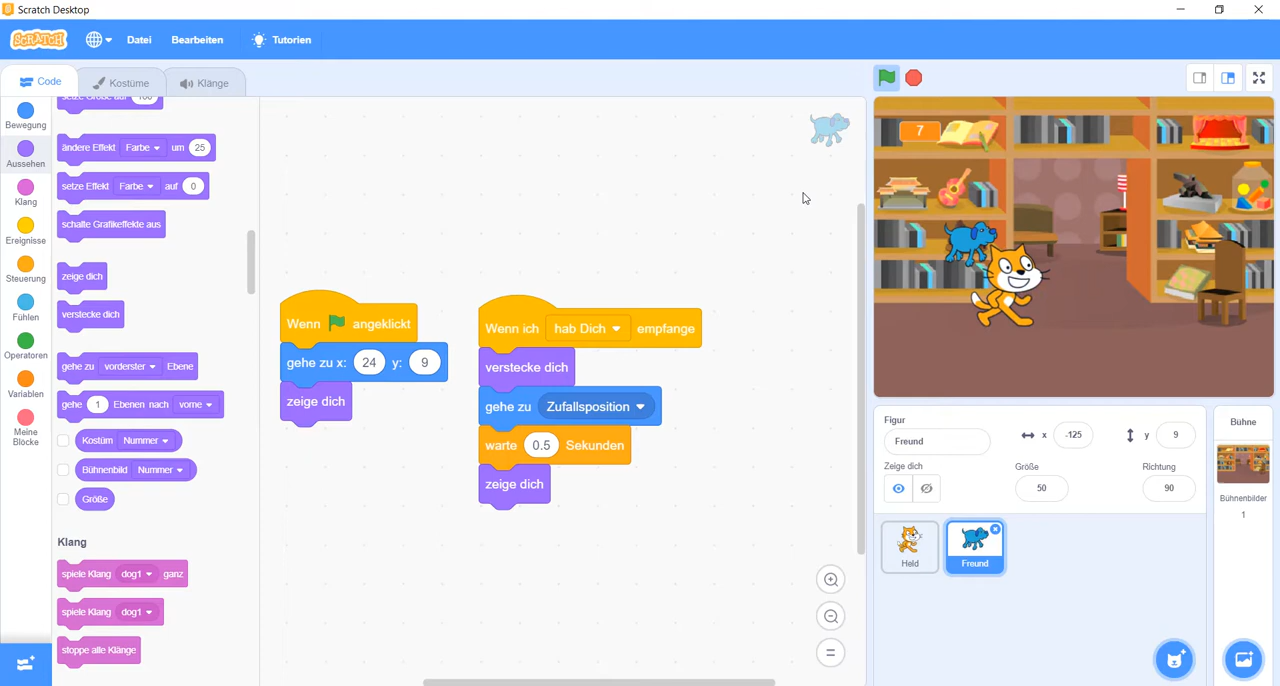 Scratch Desktop
SCRATCH Datei Bearbeiten Tutorien
Code Kostüme Klänge
Bewegung
Aussehen
Klang
Ereignisse
Steuerung
Fühlen
Operatoren
Variablen
Meine
Blöcke
setze Größe auf 100
ändere Effekt Farbe um 25
setze Effekt Farbe auf 0
schalte Grafikeffekte aus
zeige dich
verstecke dich
gehe zu vorderster Ebene
gehe 1 Ebenen nach vorne
Kostüm Nummer
Bühnenbild Nummer
Größe
Klang
spiele Klang dog1 ganz
spiele Klang dog1
stoppe alle Klänge
Wenn angeklickt
gehe zu x: 24 y: 9
zeige dich
Wenn ich hab Dich empfange
verstecke dich
gehe zu Zufallsposition
warte 0.5 Sekunden
zeige dich
7
Figur
Freund
x -125 y 9
Zeige dich
Größe
50
Richtung
90
Held
Freund
Bühne
Bühnenbilder
1